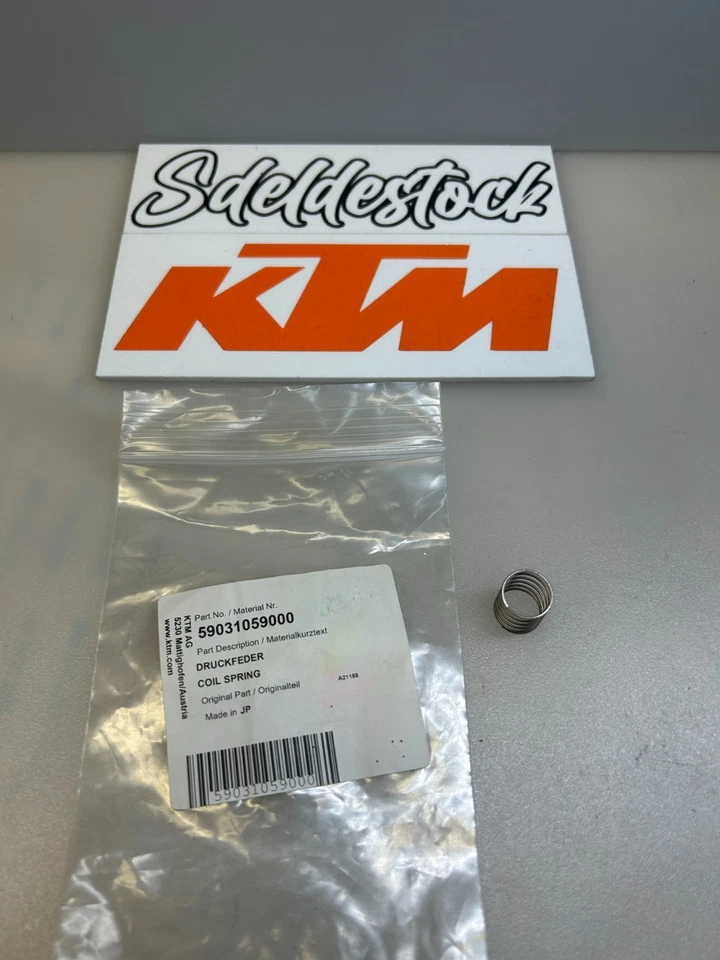 Sdeldestock
KTM
Part No. / Material Nr.
59031059000
Part Description / Materialkurztext
DRUCKFEDER
COIL SPRING
Original Part / Originalteil
A21188
Made in JP
KTM AG
5230 Mattighofen/Austria
www.ktm.com
59031059000